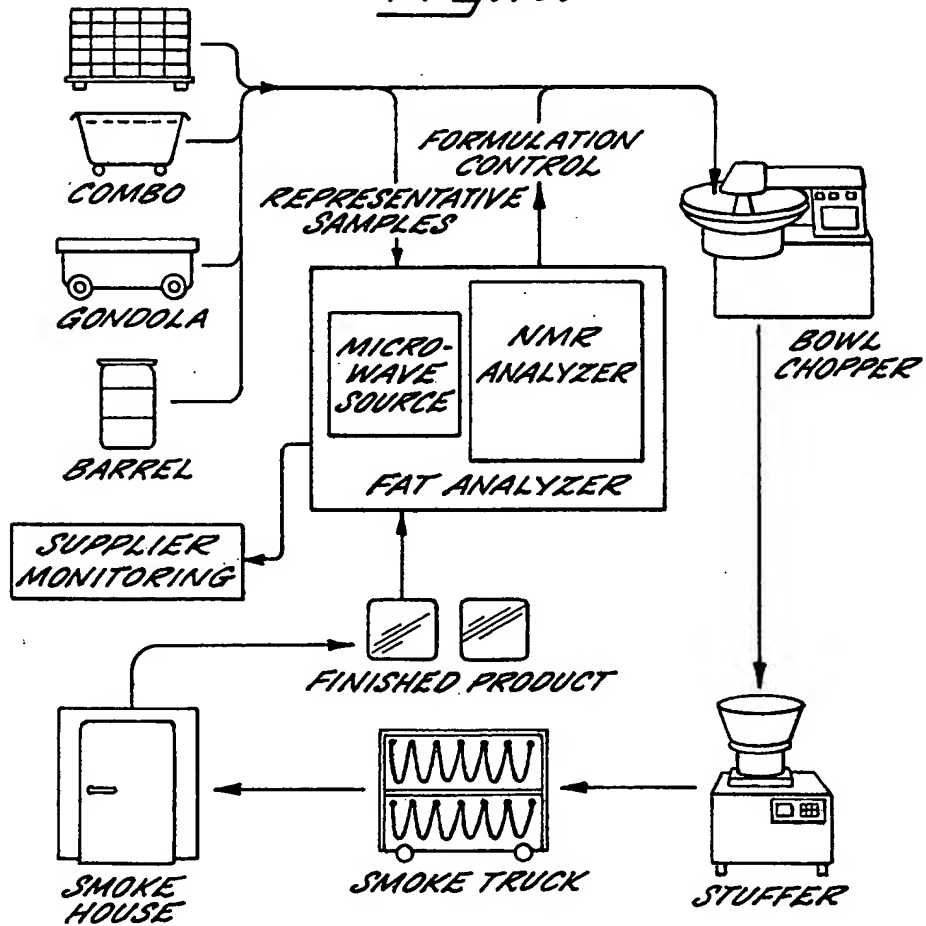 FORMULATION
CONTROL
COMBO
REPRESENTATIVE
SAMPLES
GONDOLA
MICRO-
WAVE
SOURCE
NMR
ANALYZER
BOWL
CHOPPER
BARREL
FAT ANALYZER
SUPPLIER
MONITORING
FINISHED PRODUCT
SMOKE
HOUSE
SMOKE TRUCK
STUFFER